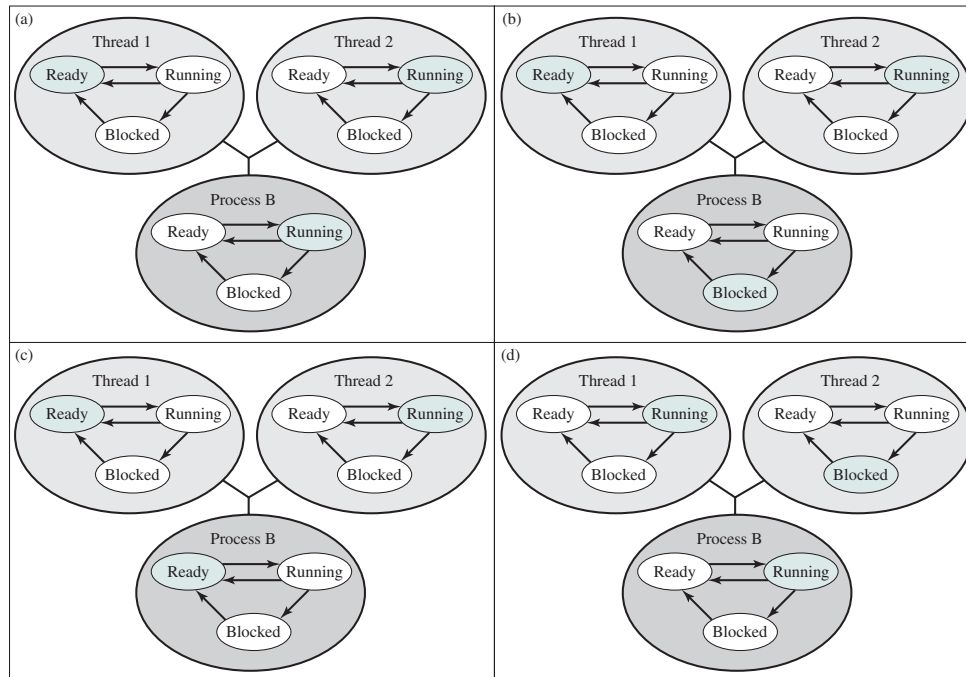 (a)
Thread 1
Ready Running
Blocked
Thread 2
Ready Running
Blocked
Process B
Ready Running
Blocked
(b)
Thread 1
Ready Running
Blocked
Thread 2
Ready Running
Blocked
Process B
Ready Running
Blocked
(c)
Thread 1
Ready Running
Blocked
Thread 2
Ready Running
Blocked
Process B
Ready Running
Blocked
(d)
Thread 1
Ready Running
Blocked
Thread 2
Ready Running
Blocked
Process B
Ready Running
Blocked